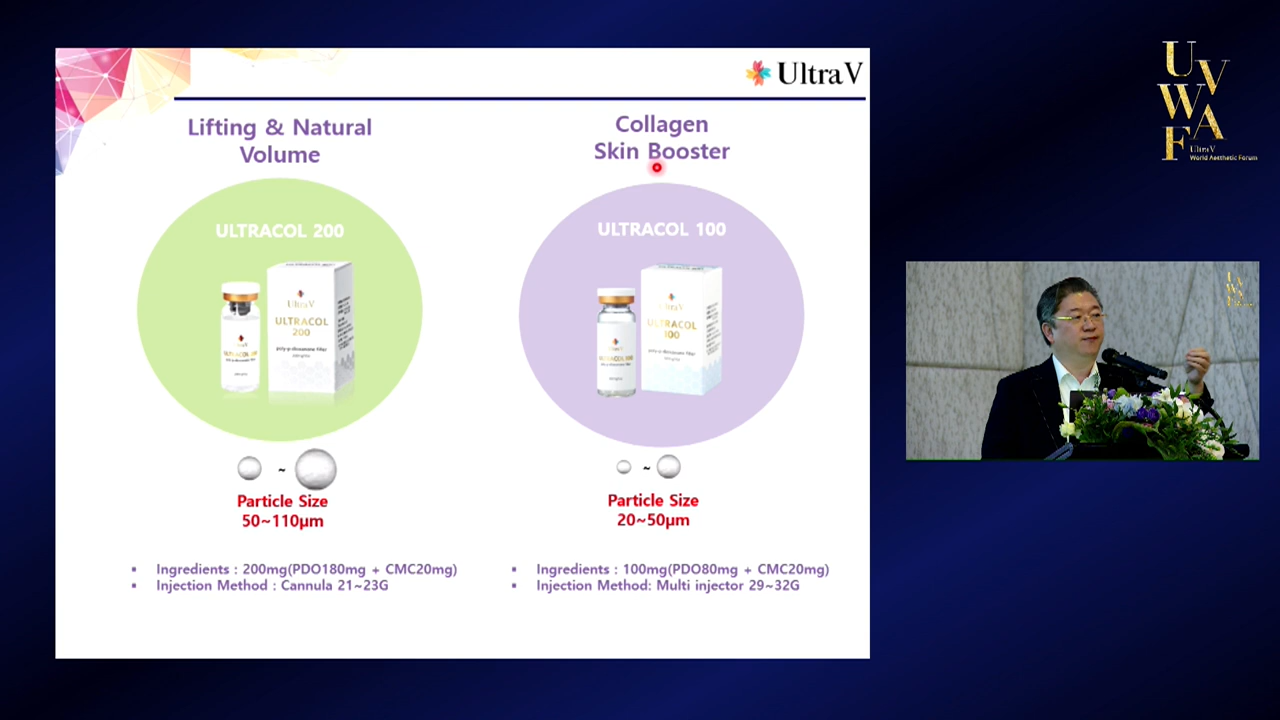 UltraV
Lifting & Natural
Volume
ULTRACOL 200
UltraV
ULTRACOL
200
Particle Size
50~110µm
▪ Ingredients : 200mg(PDO180mg + CMC20mg)
▪ Injection Method : Cannula 21~23G
Collagen
Skin Booster
ULTRACOL 100
UltraV
ULTRACOL
100
Particle Size
20~50µm
▪ Ingredients : 100mg(PDO80mg + CMC20mg)
▪ Injection Method: Multi injector 29~32G
U
V
W
A
F
UltraV
World Aesthetic Forum